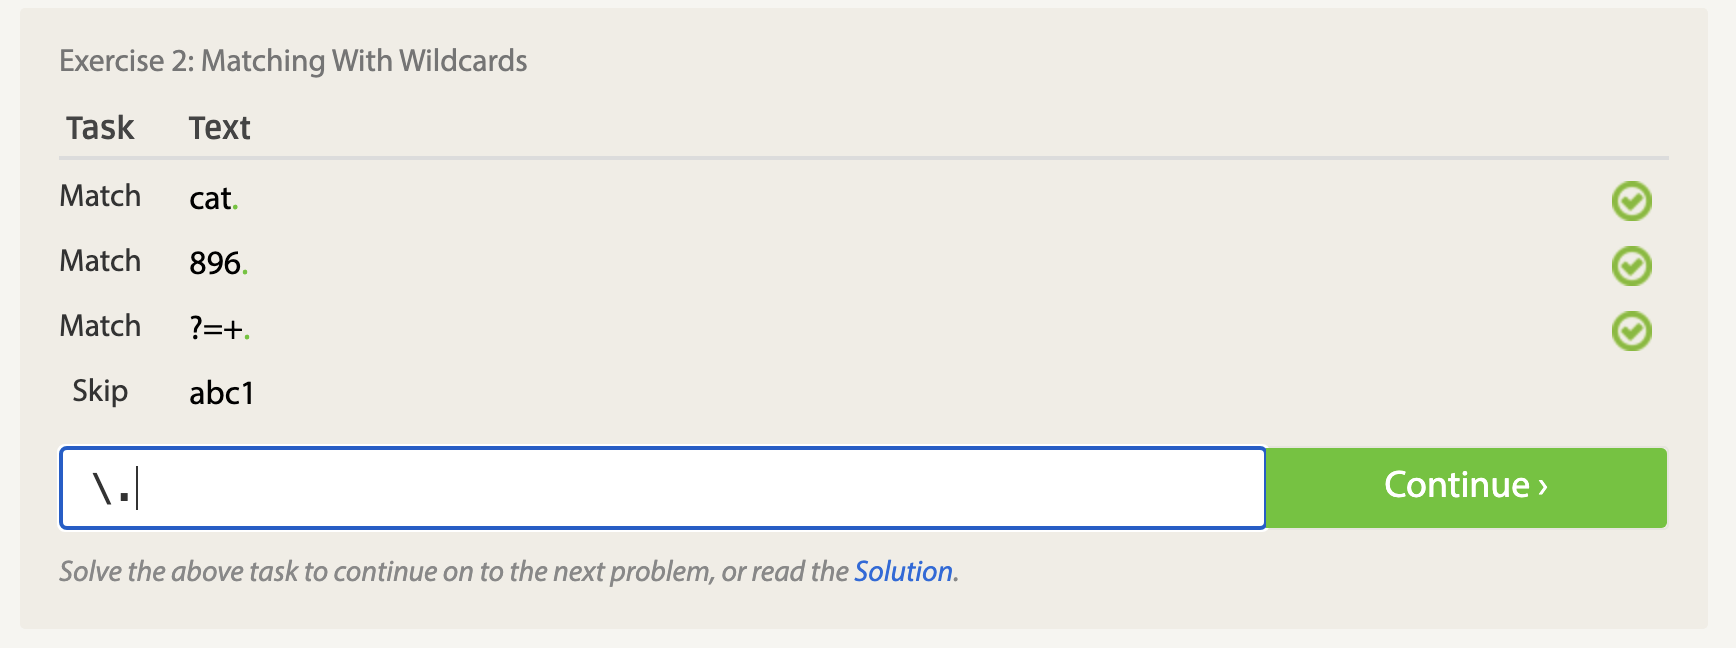 Exercise 2: Matching With Wildcards
Task Text
Match cat.
Match 896.
Match ?=+.
Skip abc1
\.
Continue ›
Solve the above task to continue on to the next problem, or read the Solution.